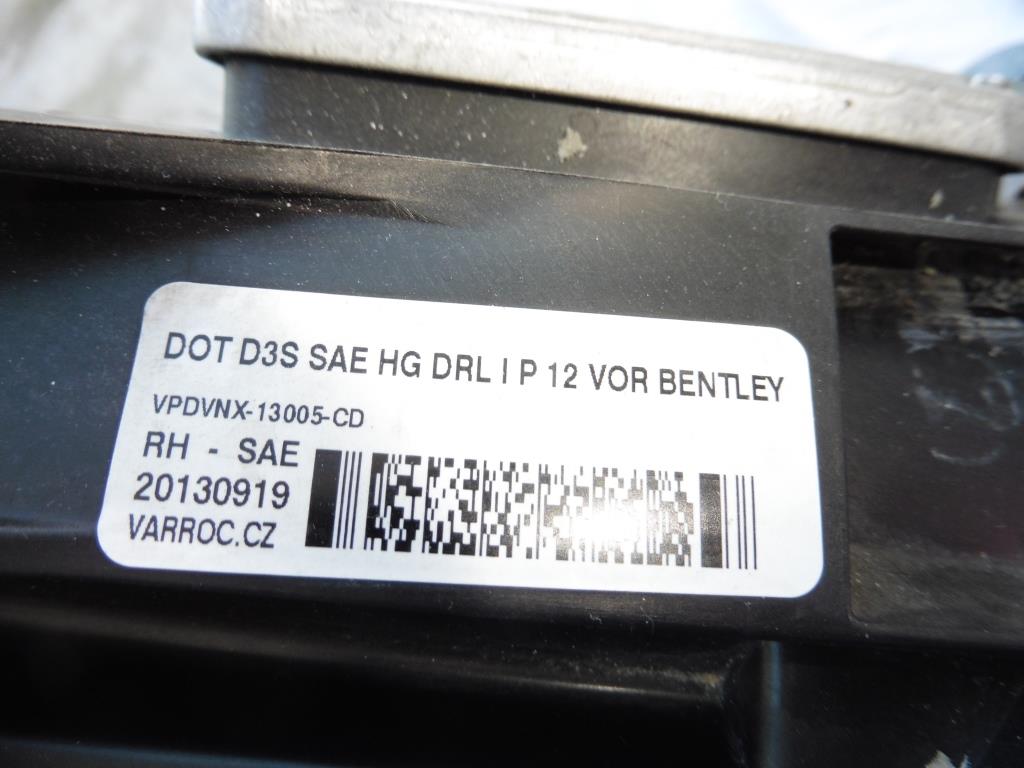 DOT D3S SAE HG DRL I P 12 VOR BENTLEY
VPDVNX-13005-CD
RH - SAE
20130919
VARROC.CZ